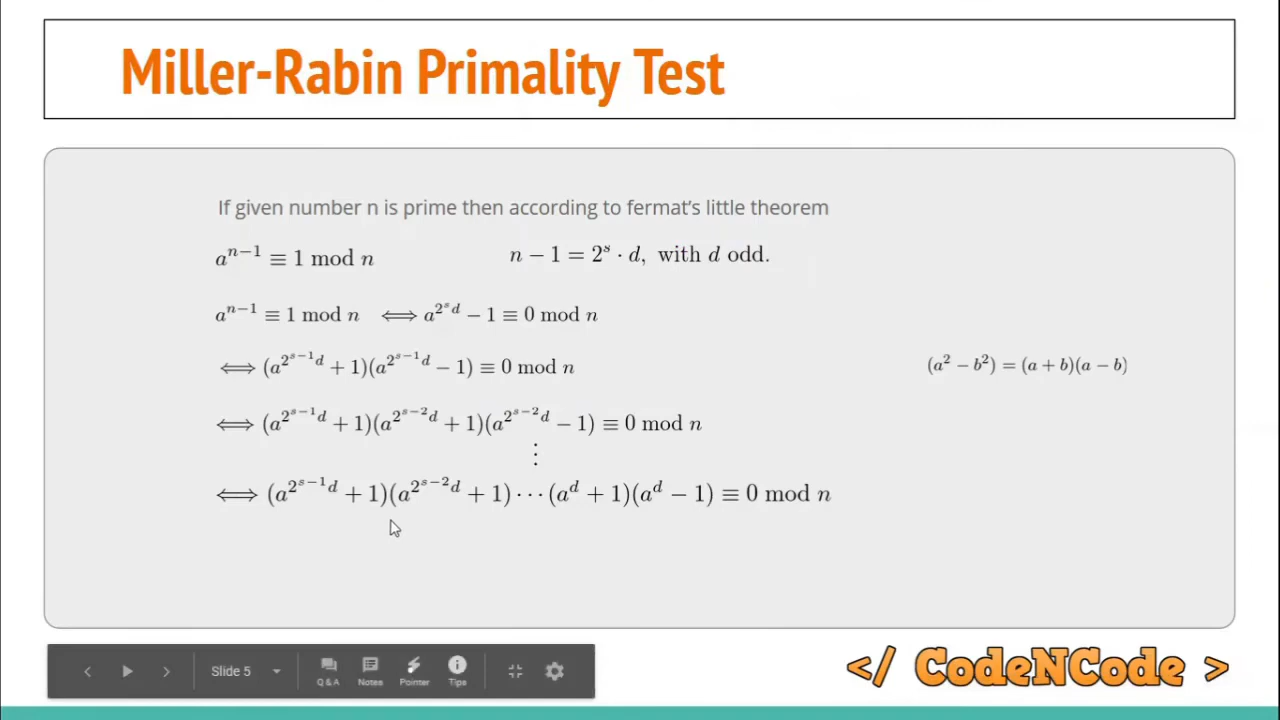 Miller-Rabin Primality Test
If given number n is prime then according to fermat's little theorem
a^{n−1} ≡ 1 mod n    n − 1 = 2^s · d, with d odd.
a^{n−1} ≡ 1 mod n ⟺ a^{2^s d} − 1 ≡ 0 mod n
⟺ (a^{2^{s−1}d} + 1)(a^{2^{s−1}d} − 1) ≡ 0 mod n    (a² − b²) = (a + b)(a − b)
⟺ (a^{2^{s−1}d} + 1)(a^{2^{s−2}d} + 1)(a^{2^{s−2}d} − 1) ≡ 0 mod n
⋮
⟺ (a^{2^{s−1}d} + 1)(a^{2^{s−2}d} + 1) ··· (a^d + 1)(a^d − 1) ≡ 0 mod n
Slide 5
Q & A Notes Pointer Tips
</ CodeNCode >